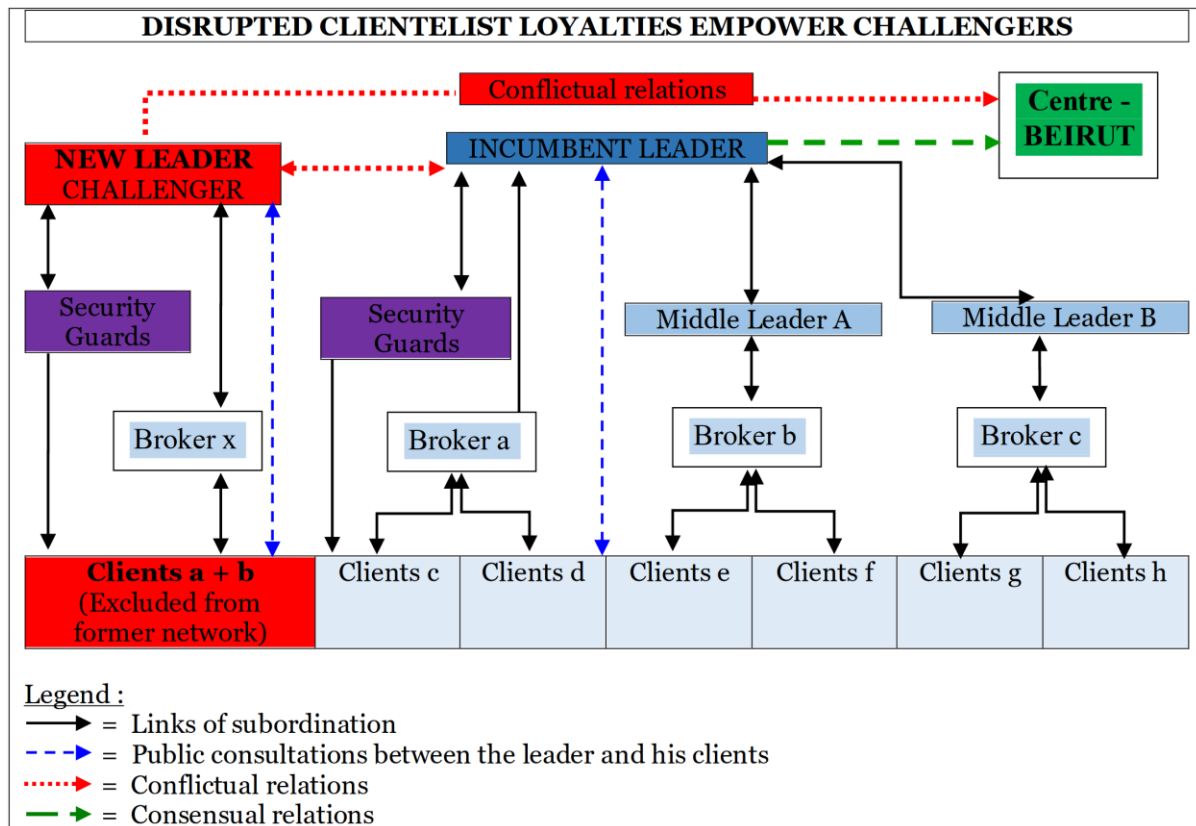 DISRUPTED CLIENTELIST LOYALTIES EMPOWER CHALLENGERS
Conflictual relations
Centre -
BEIRUT
NEW LEADER
CHALLENGER
INCUMBENT LEADER
Security
Guards
Security
Guards
Middle Leader A
Middle Leader B
Broker x
Broker a
Broker b
Broker c
Clients a + b
(Excluded from
former network)
Clients c
Clients d
Clients e
Clients f
Clients g
Clients h
Legend :
= Links of subordination
= Public consultations between the leader and his clients
= Conflictual relations
= Consensual relations